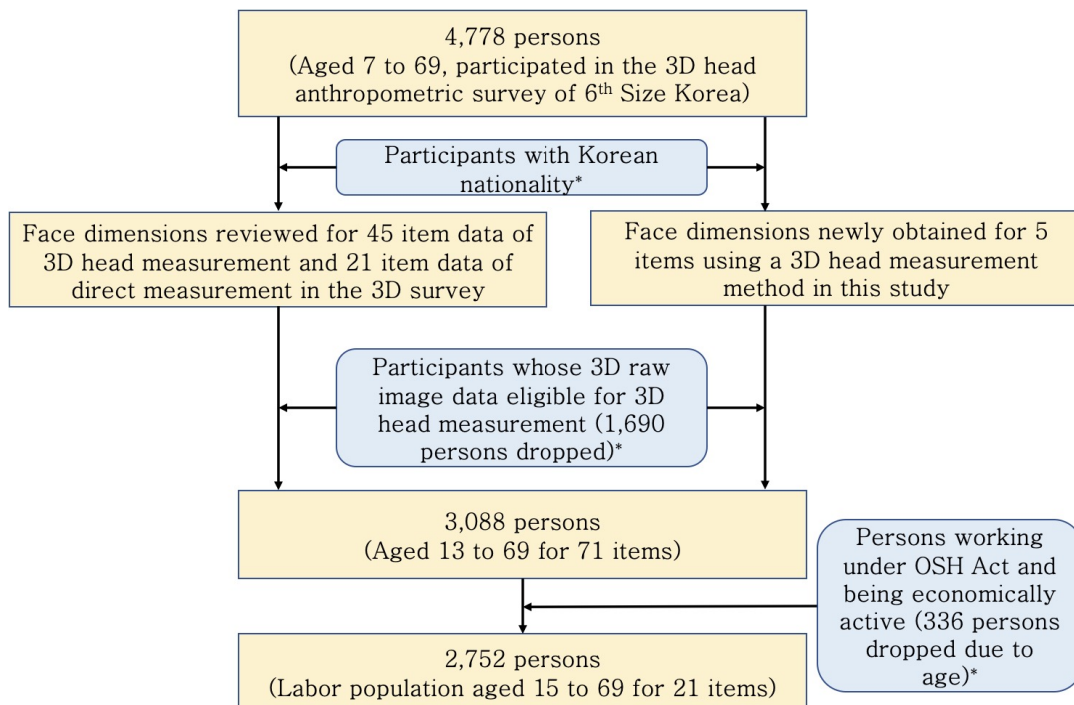 4,778 persons
(Aged 7 to 69, participated in the 3D head
anthropometric survey of 6th Size Korea)
Participants with Korean
nationality*
Face dimensions reviewed for 45 item data of
3D head measurement and 21 item data of
direct measurement in the 3D survey
Face dimensions newly obtained for 5
items using a 3D head measurement
method in this study
Participants whose 3D raw
image data eligible for 3D
head measurement (1,690
persons dropped)*
3,088 persons
(Aged 13 to 69 for 71 items)
Persons working
under OSH Act and
being economically
active (336 persons
dropped due to
age)*
2,752 persons
(Labor population aged 15 to 69 for 21 items)